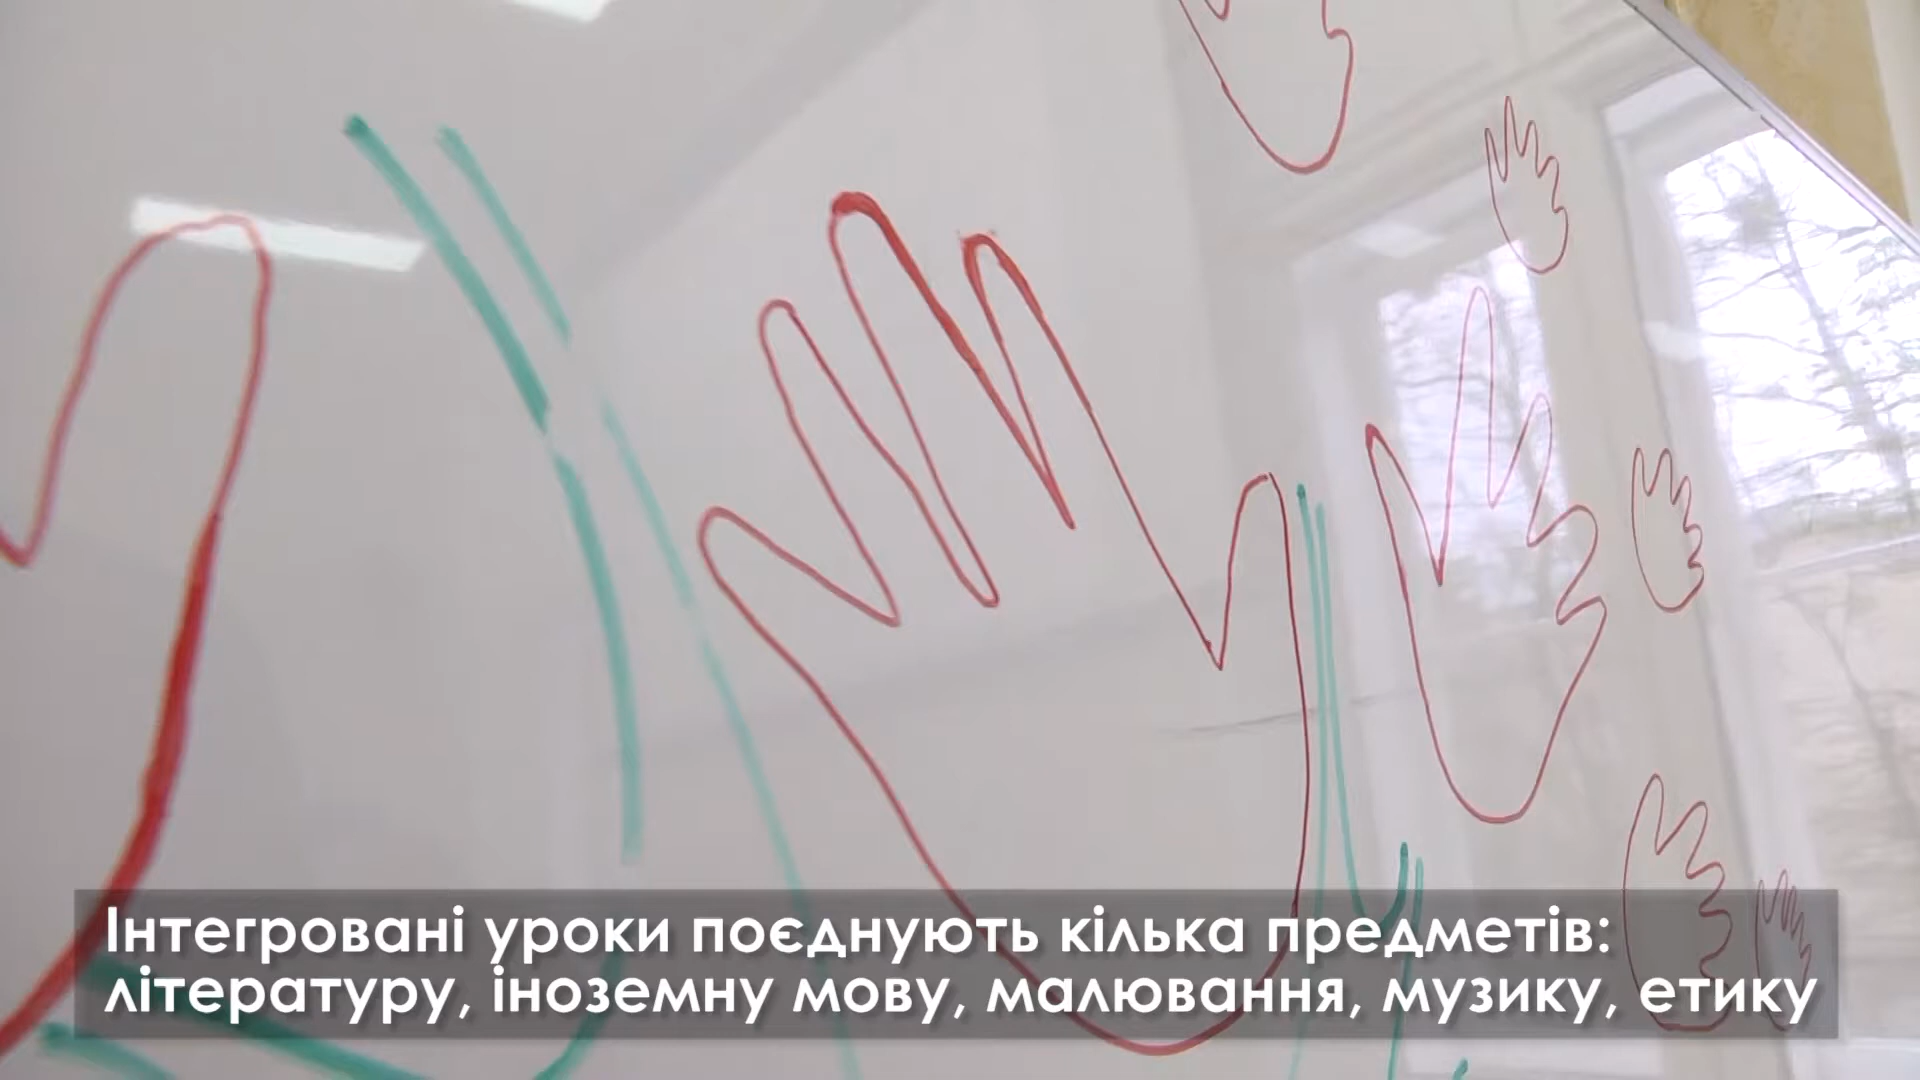 Інтегровані уроки поєднують кілька предметів:
літературу, іноземну мову, малювання, музику, етику